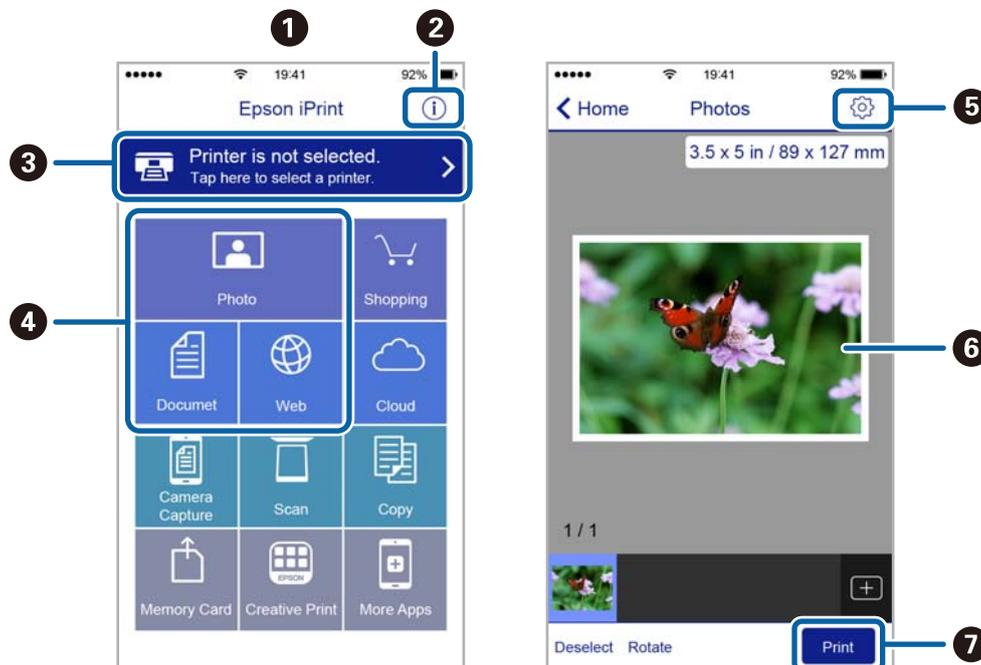 1
2
19:41
92%
Epson iPrint
3
Printer is not selected.
Tap here to select a printer.
4
Photo
Shopping
Documet
Web
Cloud
Camera
Capture
Scan
Copy
EPSON
Memory Card
Creative Print
More Apps
19:41
92%
Home
Photos
5
3.5 x 5 in / 89 x 127 mm
6
1 / 1
Deselect
Rotate
Print
7